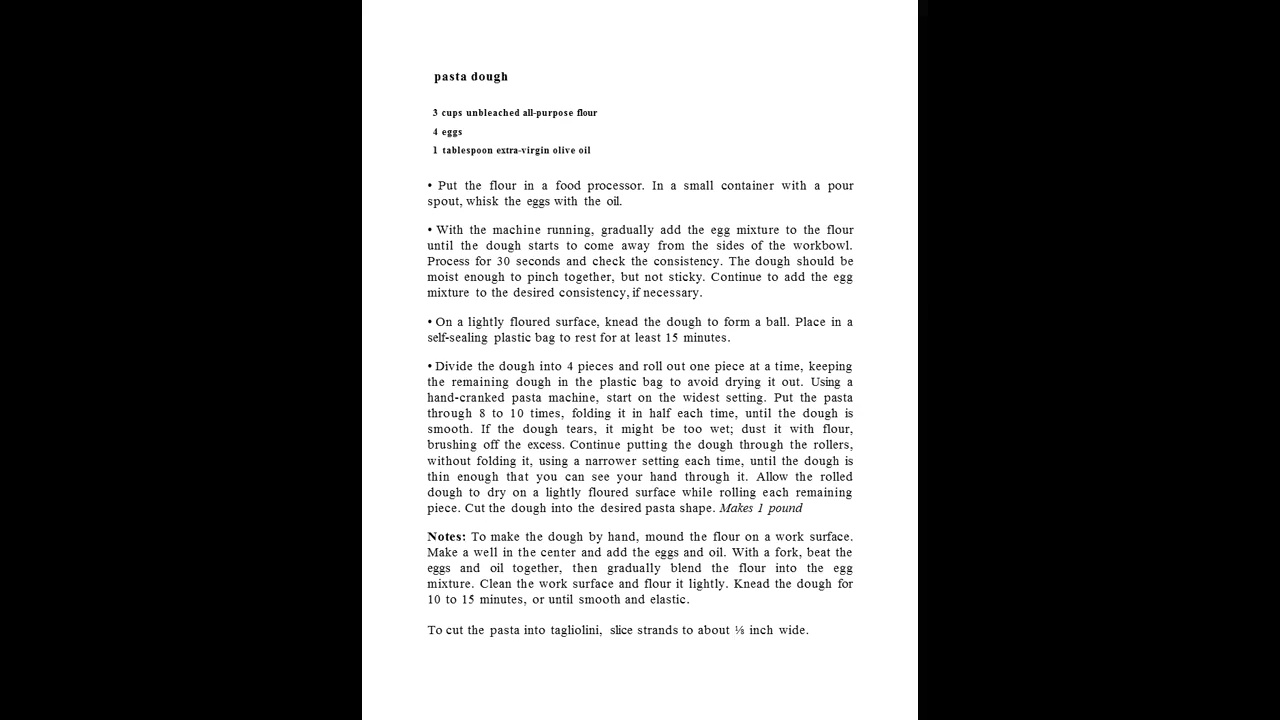 pasta dough
3 cups unbleached all-purpose flour
4 eggs
1 tablespoon extra-virgin olive oil
• Put the flour in a food processor. In a small container with a pour
spout, whisk the eggs with the oil.
• With the machine running, gradually add the egg mixture to the flour
until the dough starts to come away from the sides of the workbowl.
Process for 30 seconds and check the consistency. The dough should be
moist enough to pinch together, but not sticky. Continue to add the egg
mixture to the desired consistency, if necessary.
• On a lightly floured surface, knead the dough to form a ball. Place in a
self-sealing plastic bag to rest for at least 15 minutes.
• Divide the dough into 4 pieces and roll out one piece at a time, keeping
the remaining dough in the plastic bag to avoid drying it out. Using a
hand-cranked pasta machine, start on the widest setting. Put the pasta
through 8 to 10 times, folding it in half each time, until the dough is
smooth. If the dough tears, it might be too wet; dust it with flour,
brushing off the excess. Continue putting the dough through the rollers,
without folding it, using a narrower setting each time, until the dough is
thin enough that you can see your hand through it. Allow the rolled
dough to dry on a lightly floured surface while rolling each remaining
piece. Cut the dough into the desired pasta shape. Makes 1 pound
Notes: To make the dough by hand, mound the flour on a work surface.
Make a well in the center and add the eggs and oil. With a fork, beat the
eggs and oil together, then gradually blend the flour into the egg
mixture. Clean the work surface and flour it lightly. Knead the dough for
10 to 15 minutes, or until smooth and elastic.
To cut the pasta into tagliolini, slice strands to about ⅛ inch wide.